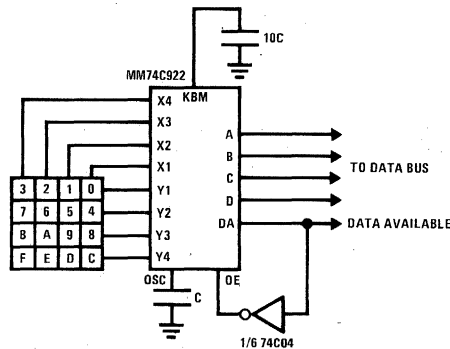 10C
MM74C922
KBM
X4
X3
X2
X1
Y1
Y2
Y3
Y4
A
B
C
D
DA
TO DATA BUS
DATA AVAILABLE
3 2 1 0
7 6 5 4
B A 9 8
F E D C
OSC
OE
C
1/6 74C04